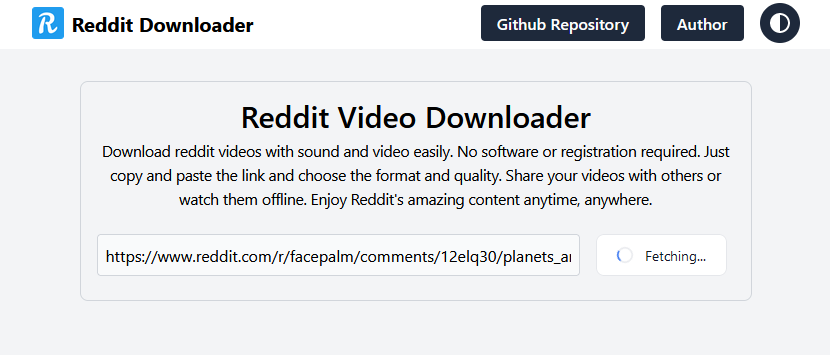 R Reddit Downloader Github Repository Author
Reddit Video Downloader
Download reddit videos with sound and video easily. No software or registration required. Just
copy and paste the link and choose the format and quality. Share your videos with others or
watch them offline. Enjoy Reddit's amazing content anytime, anywhere.
https://www.reddit.com/r/facepalm/comments/12elq30/planets_a Fetching...